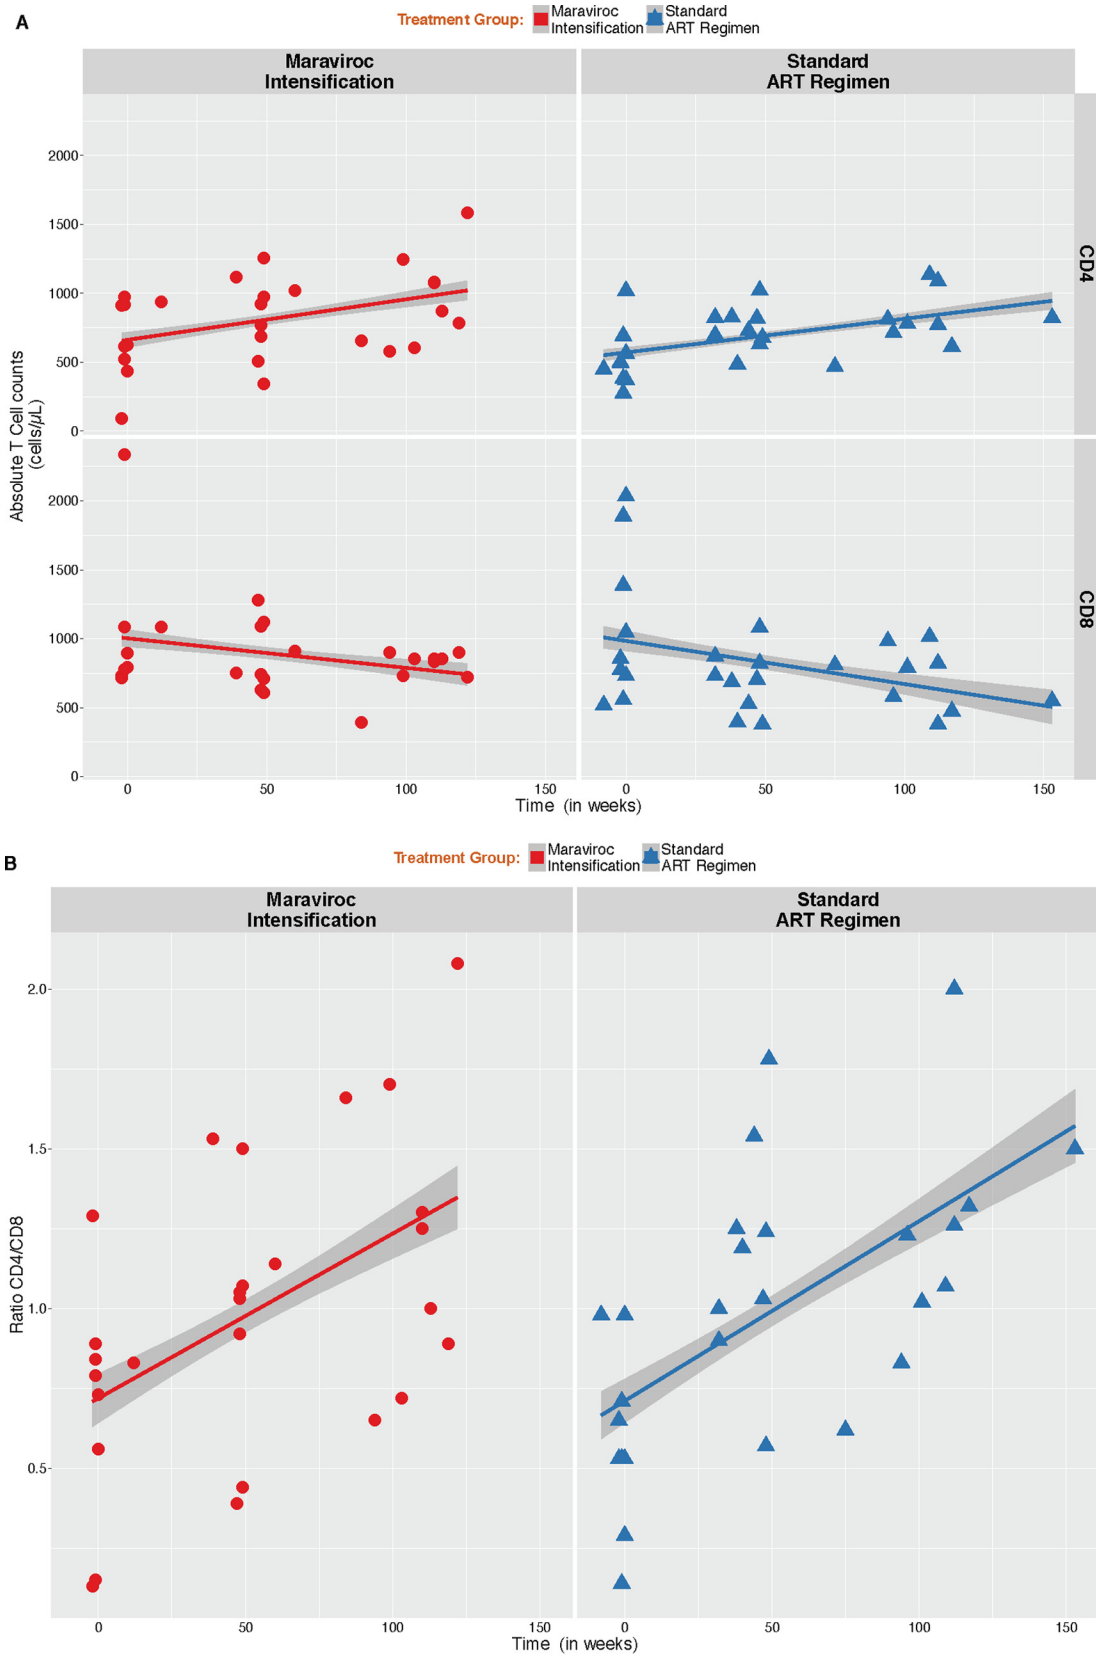 A
Treatment Group:
Maraviroc
Intensification
Standard
ART Regimen
Maraviroc
Intensification
Standard
ART Regimen
Absolute T Cell counts
(cells/µL)
2000
1500
1000
500
0
CD4
2000
1500
1000
500
0
CD8
0 50 100 150
0 50 100 150
Time (in weeks)
B
Treatment Group:
Maraviroc
Intensification
Standard
ART Regimen
Maraviroc
Intensification
Standard
ART Regimen
Ratio CD4/CD8
2.0
1.5
1.0
0.5
0 50 100 150
0 50 100 150
Time (in weeks)